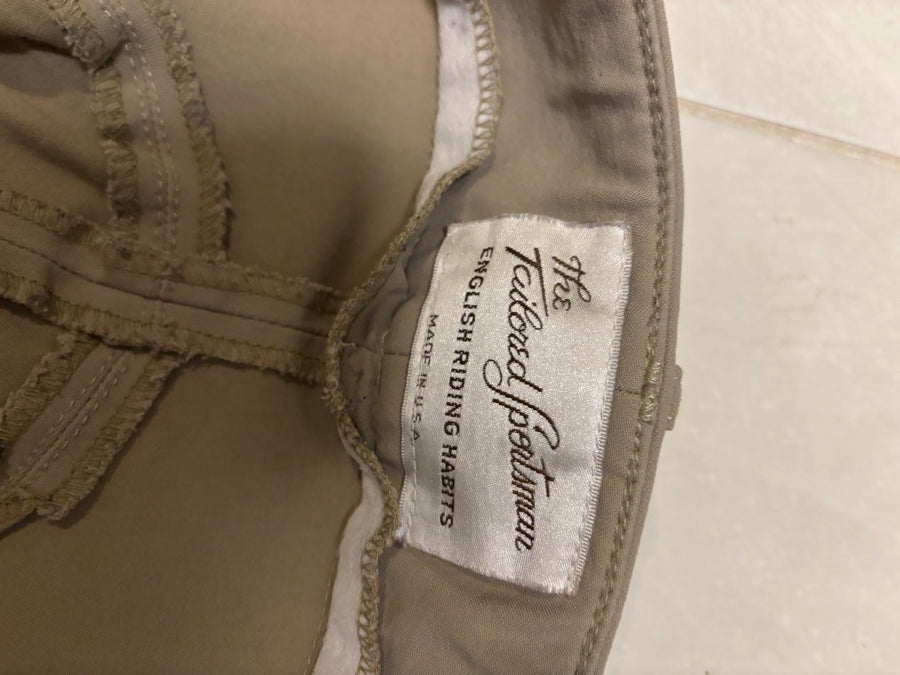 The
Tailored Sportsman
ENGLISH RIDING HABITS
MADE IN U.S.A.